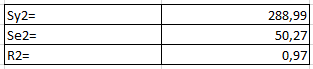 Sy2= 288,99
Se2= 50,27
R2= 0,97